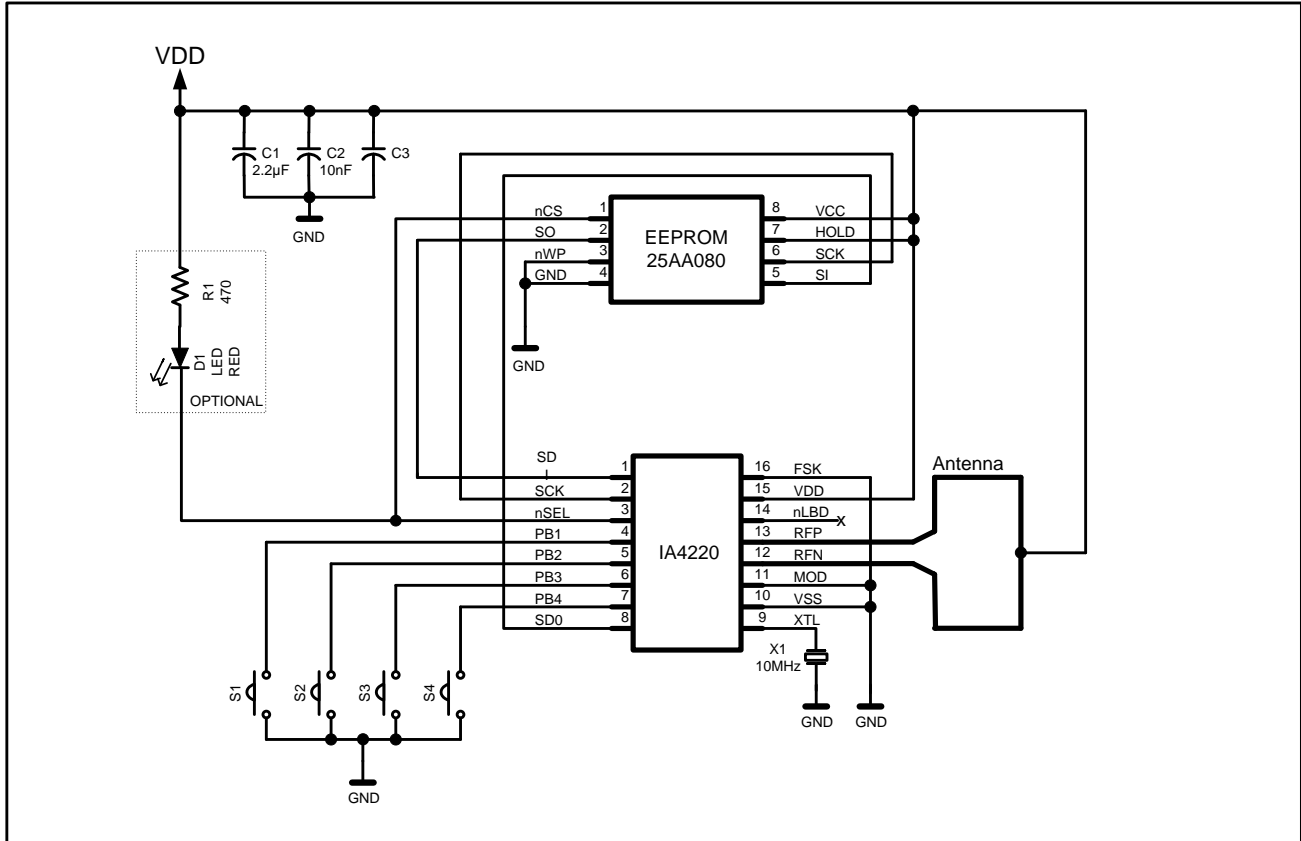 VDD
C1
2.2µF
C2
10nF
C3
GND
R1
470
D1
LED
RED
OPTIONAL
nCS
SO
nWP
GND
1
2
3
4
EEPROM
25AA080
8
7
6
5
VCC
HOLD
SCK
SI
GND
SD
I
SCK
nSEL
PB1
PB2
PB3
PB4
SD0
1
2
3
4
5
6
7
8
IA4220
16
15
14
13
12
11
10
9
FSK
VDD
nLBD
x
RFP
RFN
MOD
VSS
XTL
Antenna
X1
10MHz
GND
GND
S1
S2
S3
S4
GND